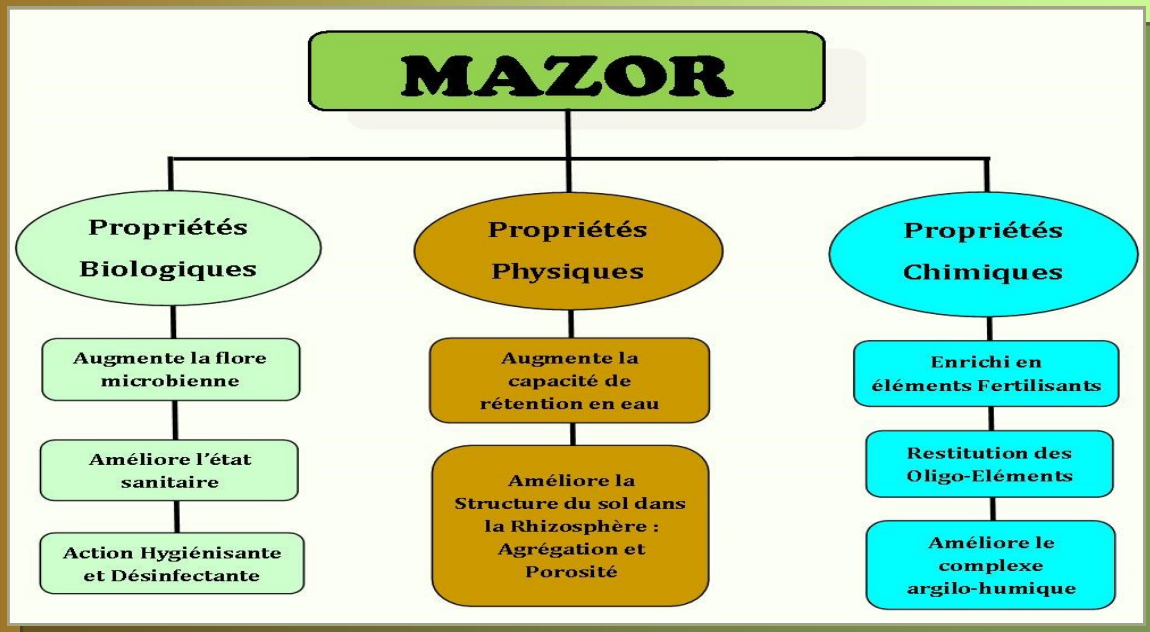 MAZOR
Propriétés
Biologiques
Augmente la flore
microbienne
Améliore l'état
sanitaire
Action Hygiénisante
et Désinfectante
Propriétés
Physiques
Augmente la
capacité de
rétention en eau
Améliore la
Structure du sol dans
la Rhizosphère :
Agrégation et
Porosité
Propriétés
Chimiques
Enrichi en
éléments Fertilisants
Restitution des
Oligo-Eléments
Améliore le
complexe
argilo-humique